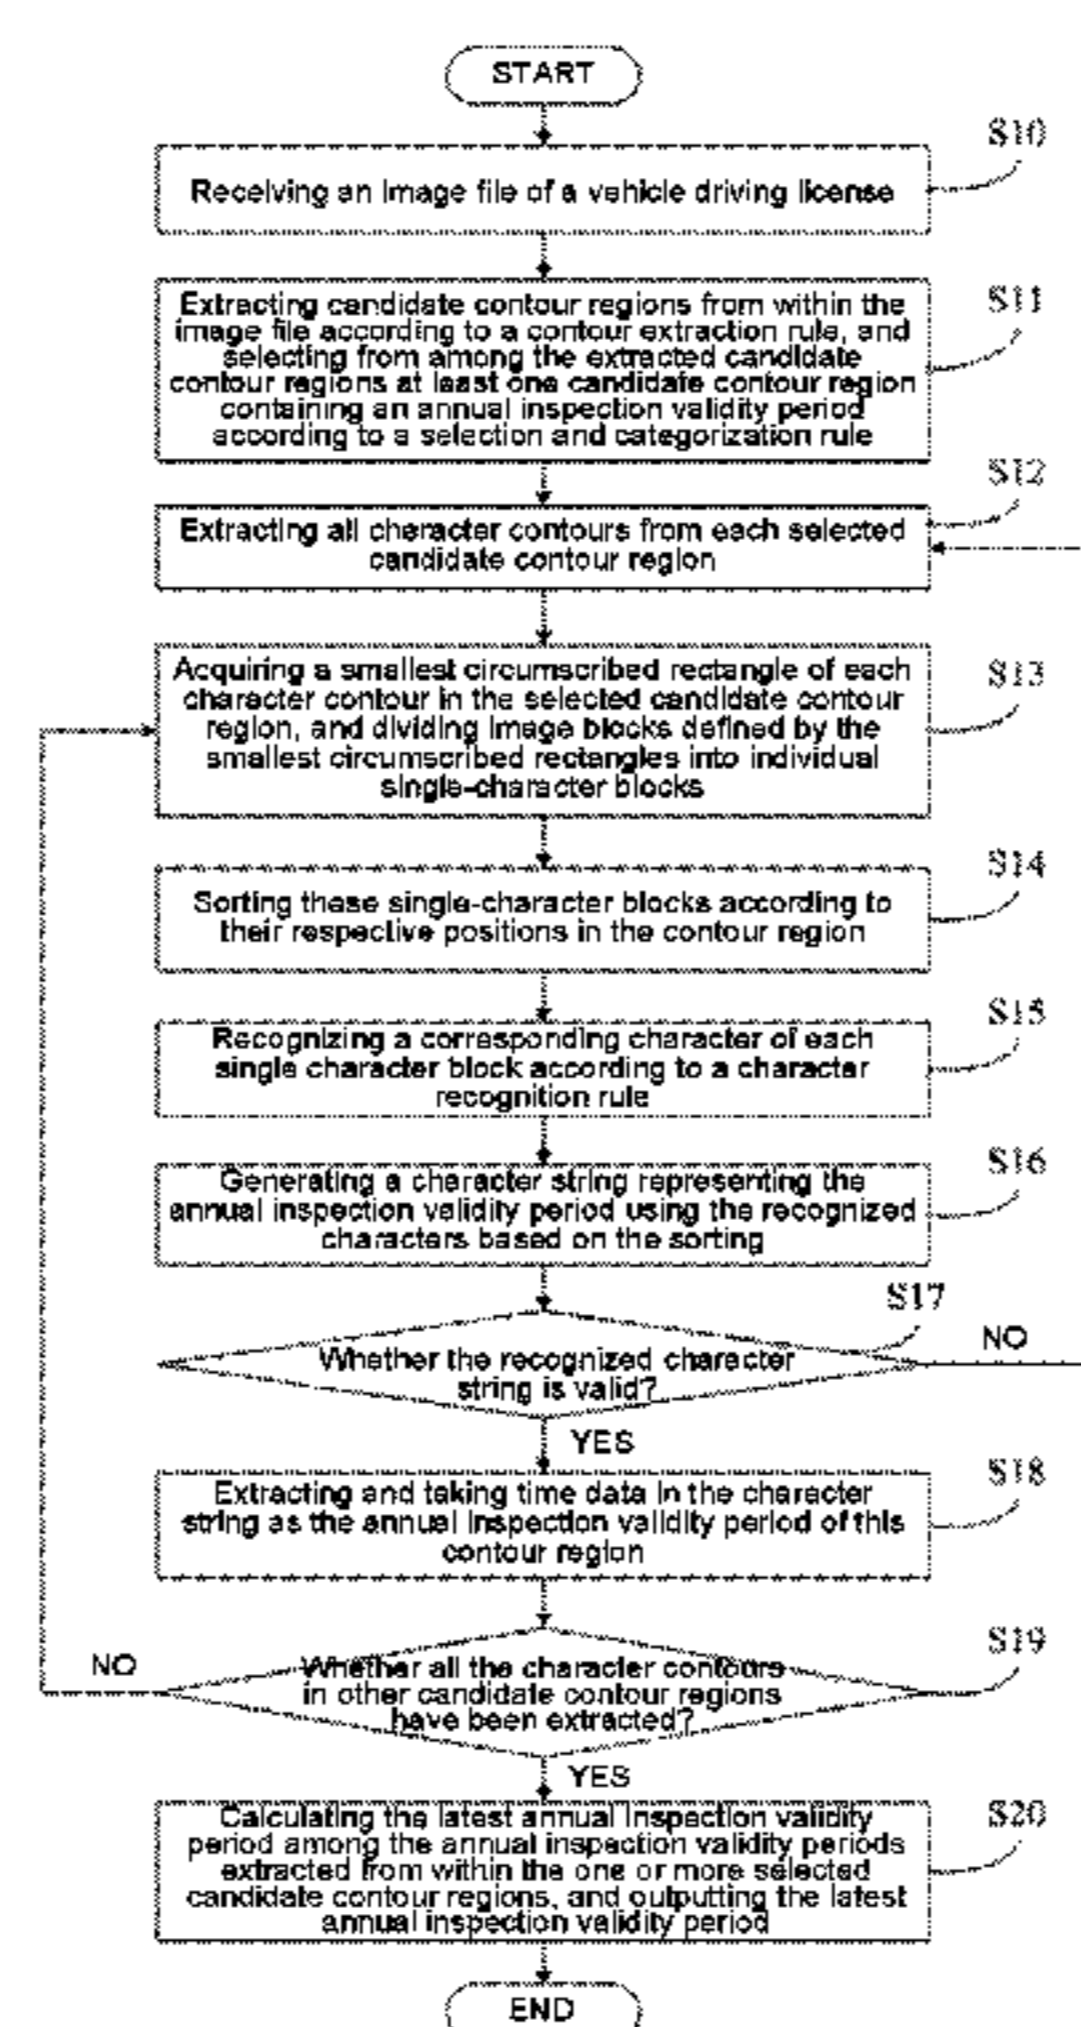 START
S10
Receiving an image file of a vehicle driving license
S11
Extracting candidate contour regions from within the
image file according to a contour extraction rule, and
selecting from among the extracted candidate
contour regions at least one candidate contour region
containing an annual inspection validity period
according to a selection and categorization rule
S12
Extracting all character contours from each selected
candidate contour region
S13
Acquiring a smallest circumscribed rectangle of each
character contour in the selected candidate contour
region, and dividing image blocks defined by the
smallest circumscribed rectangles into individual
single-character blocks
S14
Sorting these single-character blocks according to
their respective positions in the contour region
S15
Recognizing a corresponding character of each
single character block according to a character
recognition rule
S16
Generating a character string representing the
annual inspection validity period using the recognized
characters based on the sorting
S17
NO
Whether the recognized character
string is valid?
YES
S18
Extracting and taking time data in the character
string as the annual inspection validity period of this
contour region
S19
NO
Whether all the character contours
in other candidate contour regions
have been extracted?
YES
S20
Calculating the latest annual inspection validity
period among the annual inspection validity periods
extracted from within the one or more selected
candidate contour regions, and outputting the latest
annual inspection validity period
END